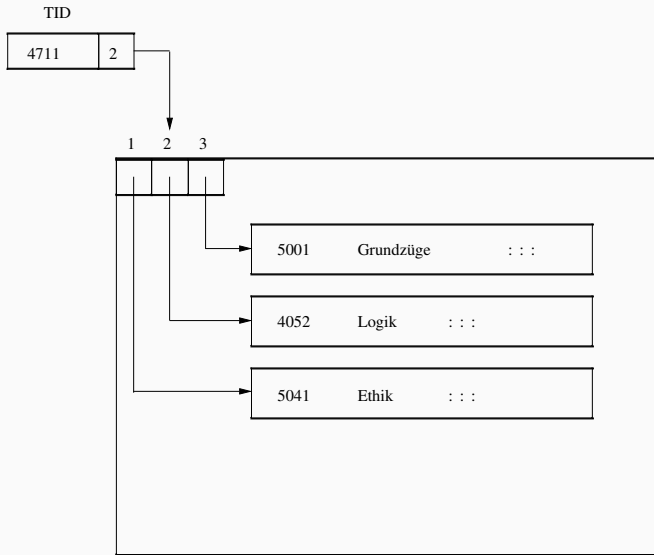 TID
4711 2
1 2 3
5001 Grundzüge : : :
4052 Logik : : :
5041 Ethik : : :